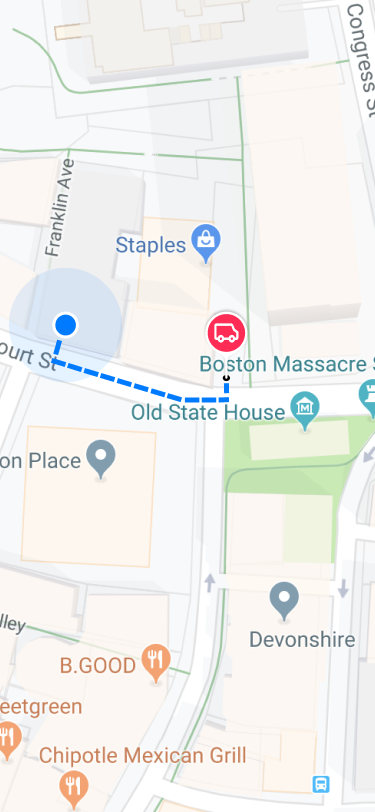 Congress St
Franklin Ave
Staples
ourt St
Boston Massacre S
Old State House
on Place
Devonshire
lley
B.GOOD
eetgreen
Chipotle Mexican Grill